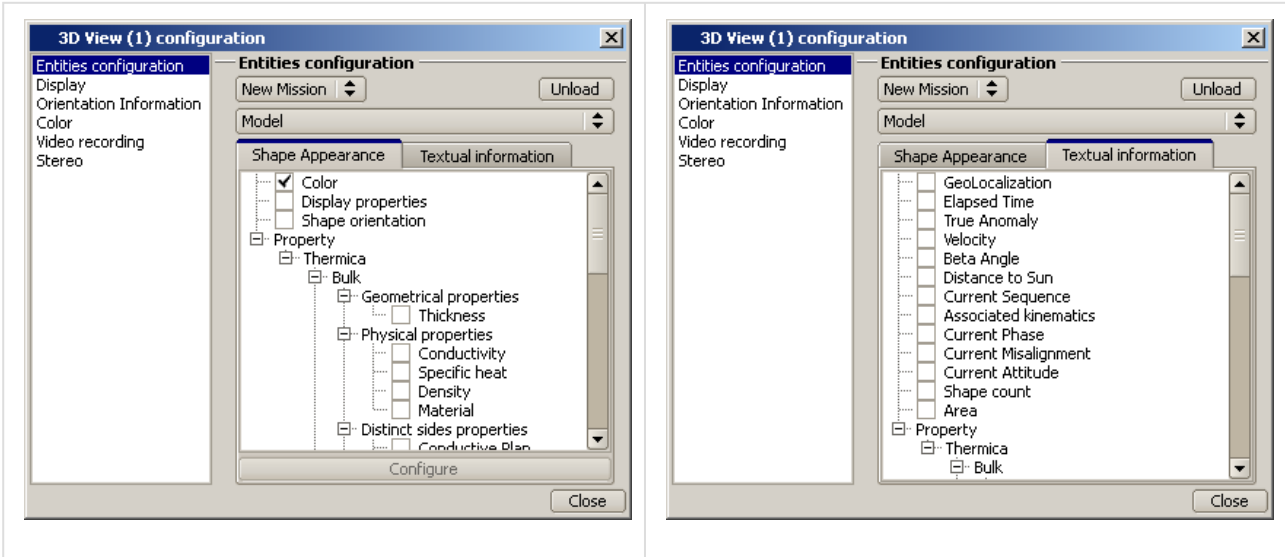 3D View (1) configuration
Entities configuration
Display
Orientation Information
Color
Video recording
Stereo
Entities configuration
New Mission
Unload
Model
Shape Appearance
Textual information
Color
Display properties
Shape orientation
Property
Thermica
Bulk
Geometrical properties
Thickness
Physical properties
Conductivity
Specific heat
Density
Material
Distinct sides properties
Conductive Plan
Configure
Close
3D View (1) configuration
Entities configuration
Display
Orientation Information
Color
Video recording
Stereo
Entities configuration
New Mission
Unload
Model
Shape Appearance
Textual information
GeoLocalization
Elapsed Time
True Anomaly
Velocity
Beta Angle
Distance to Sun
Current Sequence
Associated kinematics
Current Phase
Current Misalignment
Current Attitude
Shape count
Area
Property
Thermica
Bulk
Close